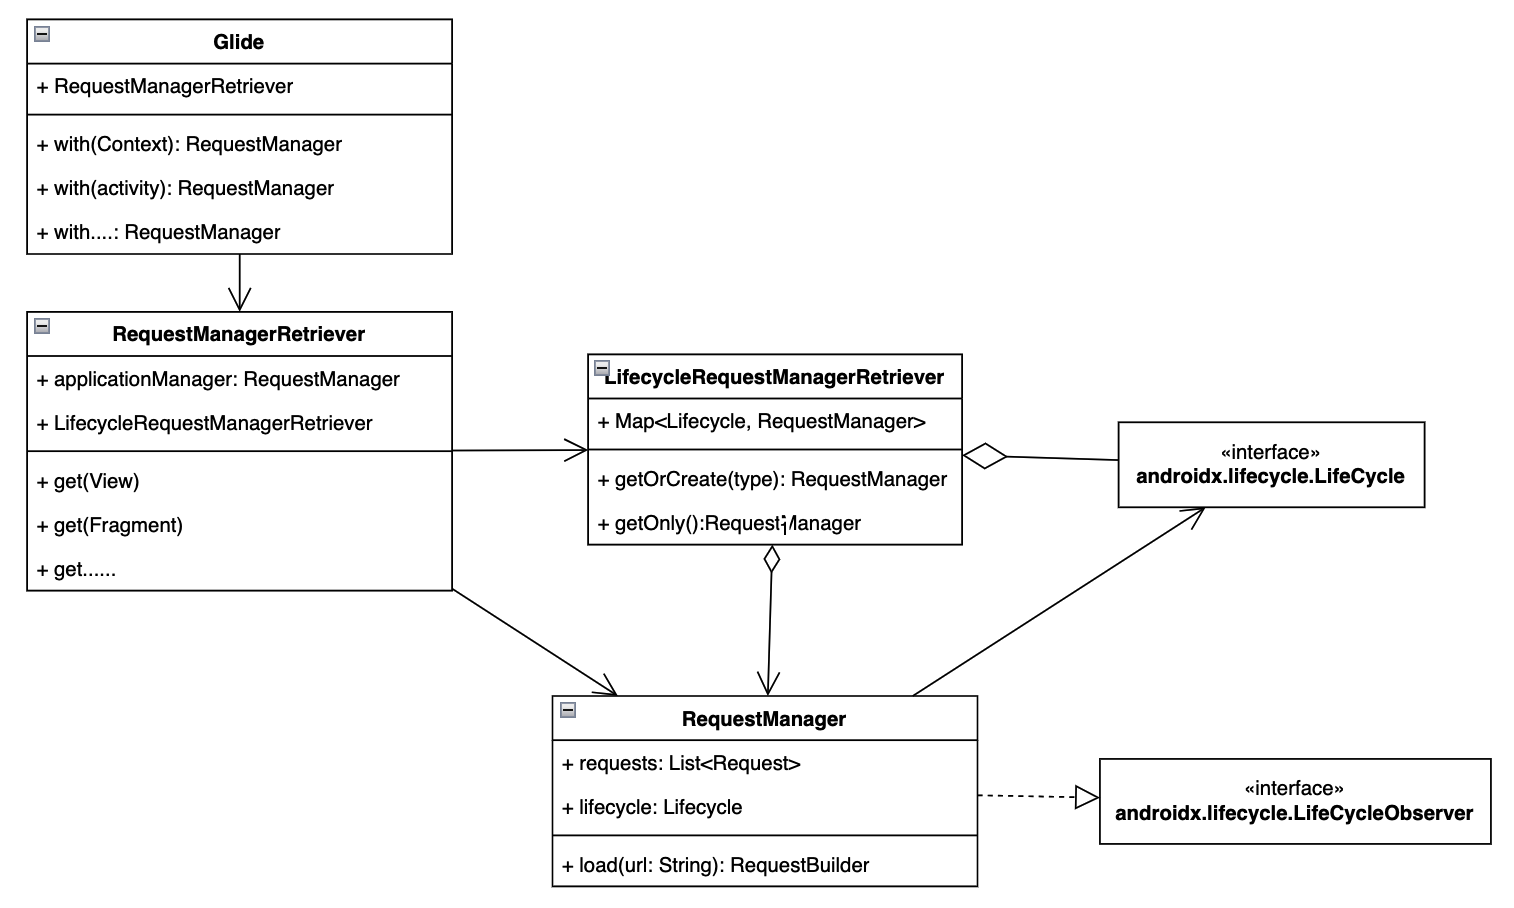 Glide
+ RequestManagerRetriever
+ with(Context): RequestManager
+ with(activity): RequestManager
+ with....: RequestManager
RequestManagerRetriever
+ applicationManager: RequestManager
+ LifecycleRequestManagerRetriever
+ get(View)
+ get(Fragment)
+ get......
LifecycleRequestManagerRetriever
+ Map<Lifecycle, RequestManager>
+ getOrCreate(type): RequestManager
+ getOnly():RequestManager
«interface»
androidx.lifecycle.LifeCycle
RequestManager
+ requests: List<Request>
+ lifecycle: Lifecycle
+ load(url: String): RequestBuilder
«interface»
androidx.lifecycle.LifeCycleObserver